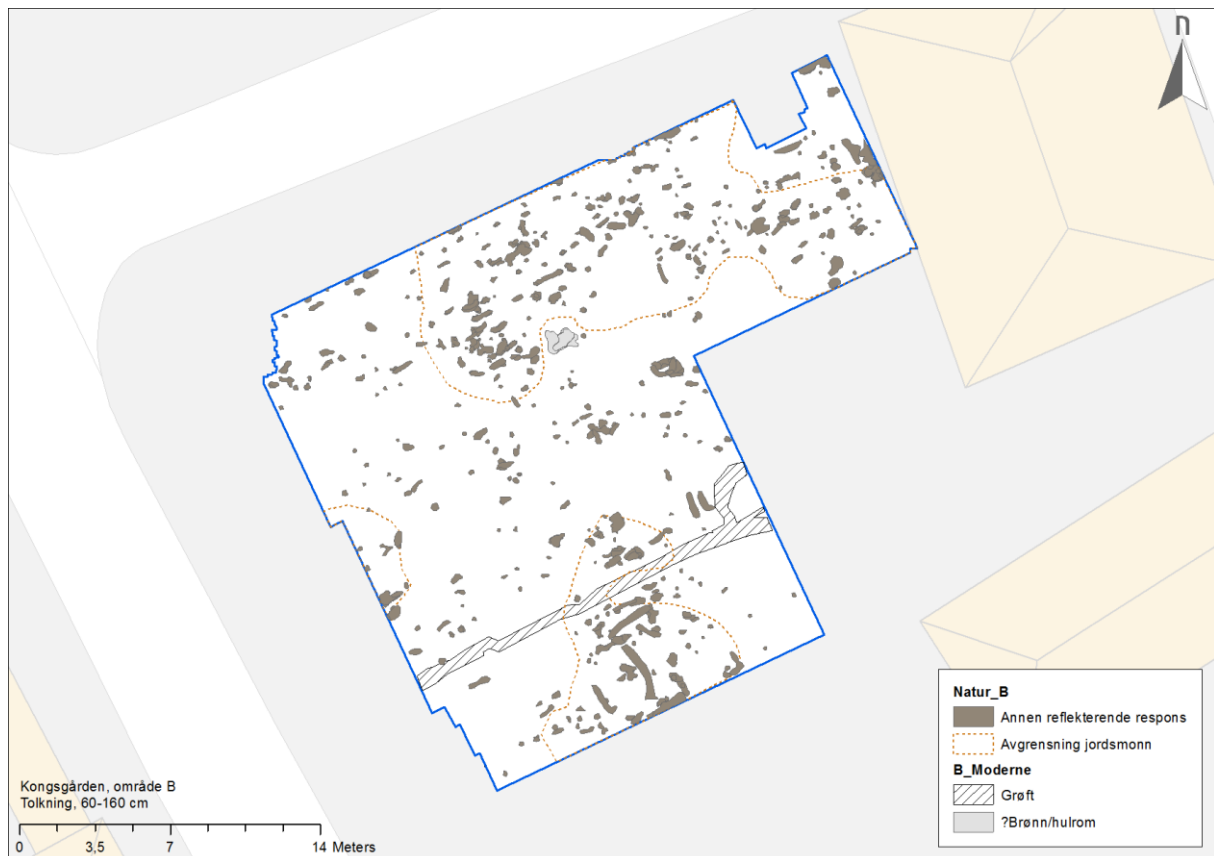 n
Natur_B
Annen reflekterende respons
Avgrensning jordsmonn
B_Moderne
Grøft
?Brønn/hulrom
Kongsgården, område B
Tolkning, 60-160 cm
0 3,5 7 14 Meters